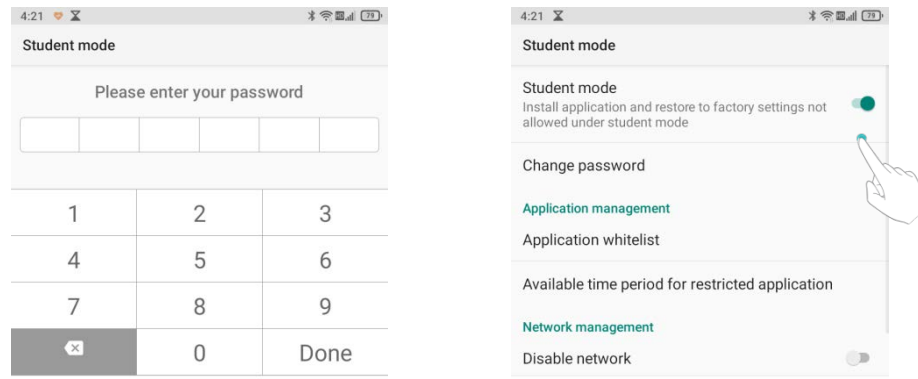 4:21
79
Student mode
Please enter your password
1 2 3
4 5 6
7 8 9
0 Done
4:21
79
Student mode
Student mode
Install application and restore to factory settings not
allowed under student mode
Change password
Application management
Application whitelist
Available time period for restricted application
Network management
Disable network